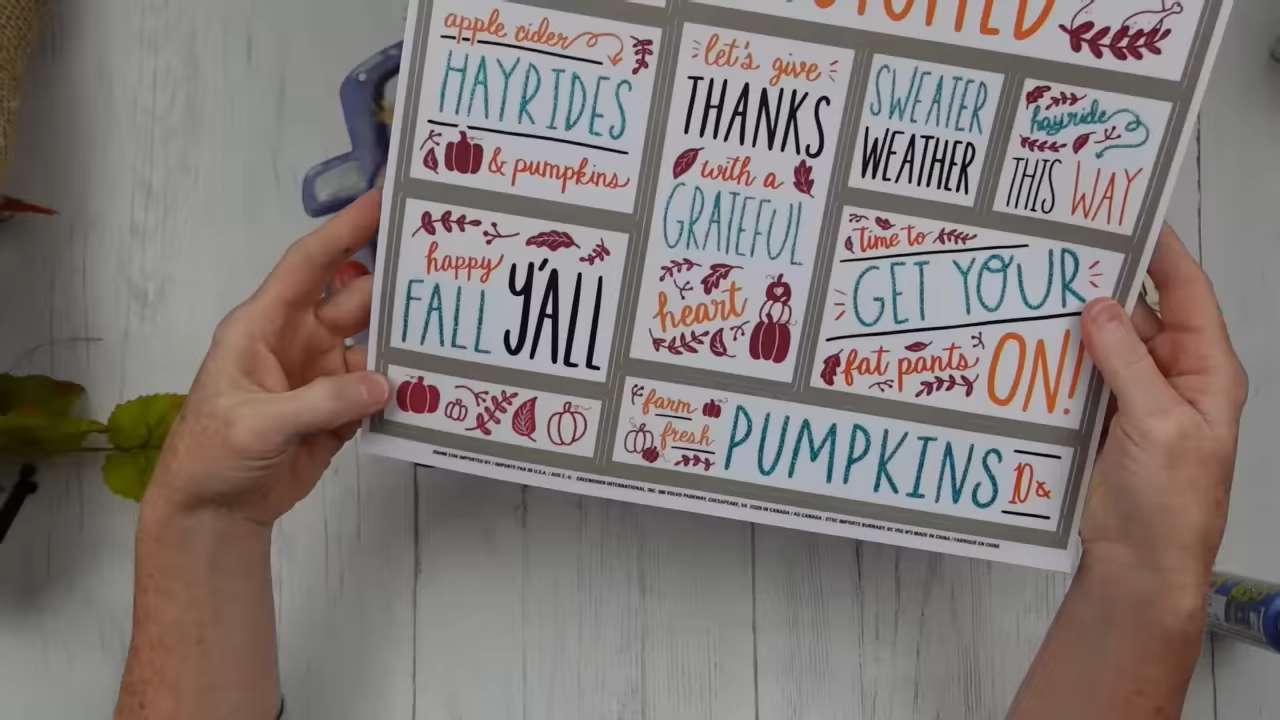 apple cider
HAYRIDES
& pumpkins
happy
FALL Y'ALL
let's give
THANKS
with a
GRATEFUL
heart
SWEATER
WEATHER
hayride
THIS WAY
time to
GET YOUR
fat pants
ON!
farm
fresh
PUMPKINS
10¢